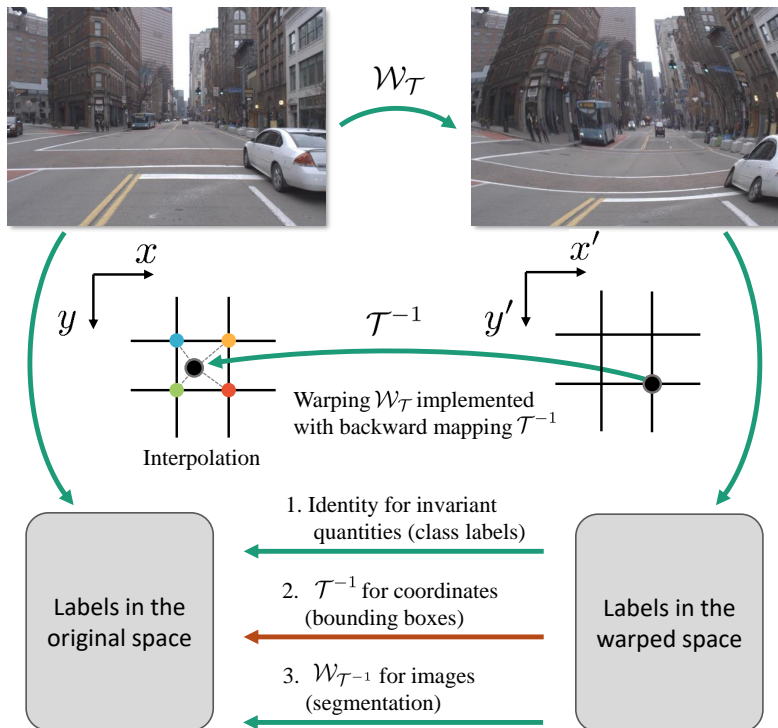 𝒲_𝒯
x
y
x′
y′
𝒯⁻¹
Warping 𝒲_𝒯 implemented
with backward mapping 𝒯⁻¹
Interpolation
1. Identity for invariant
quantities (class labels)
Labels in the
original space
2. 𝒯⁻¹ for coordinates
(bounding boxes)
Labels in the
warped space
3. 𝒲_𝒯⁻¹ for images
(segmentation)